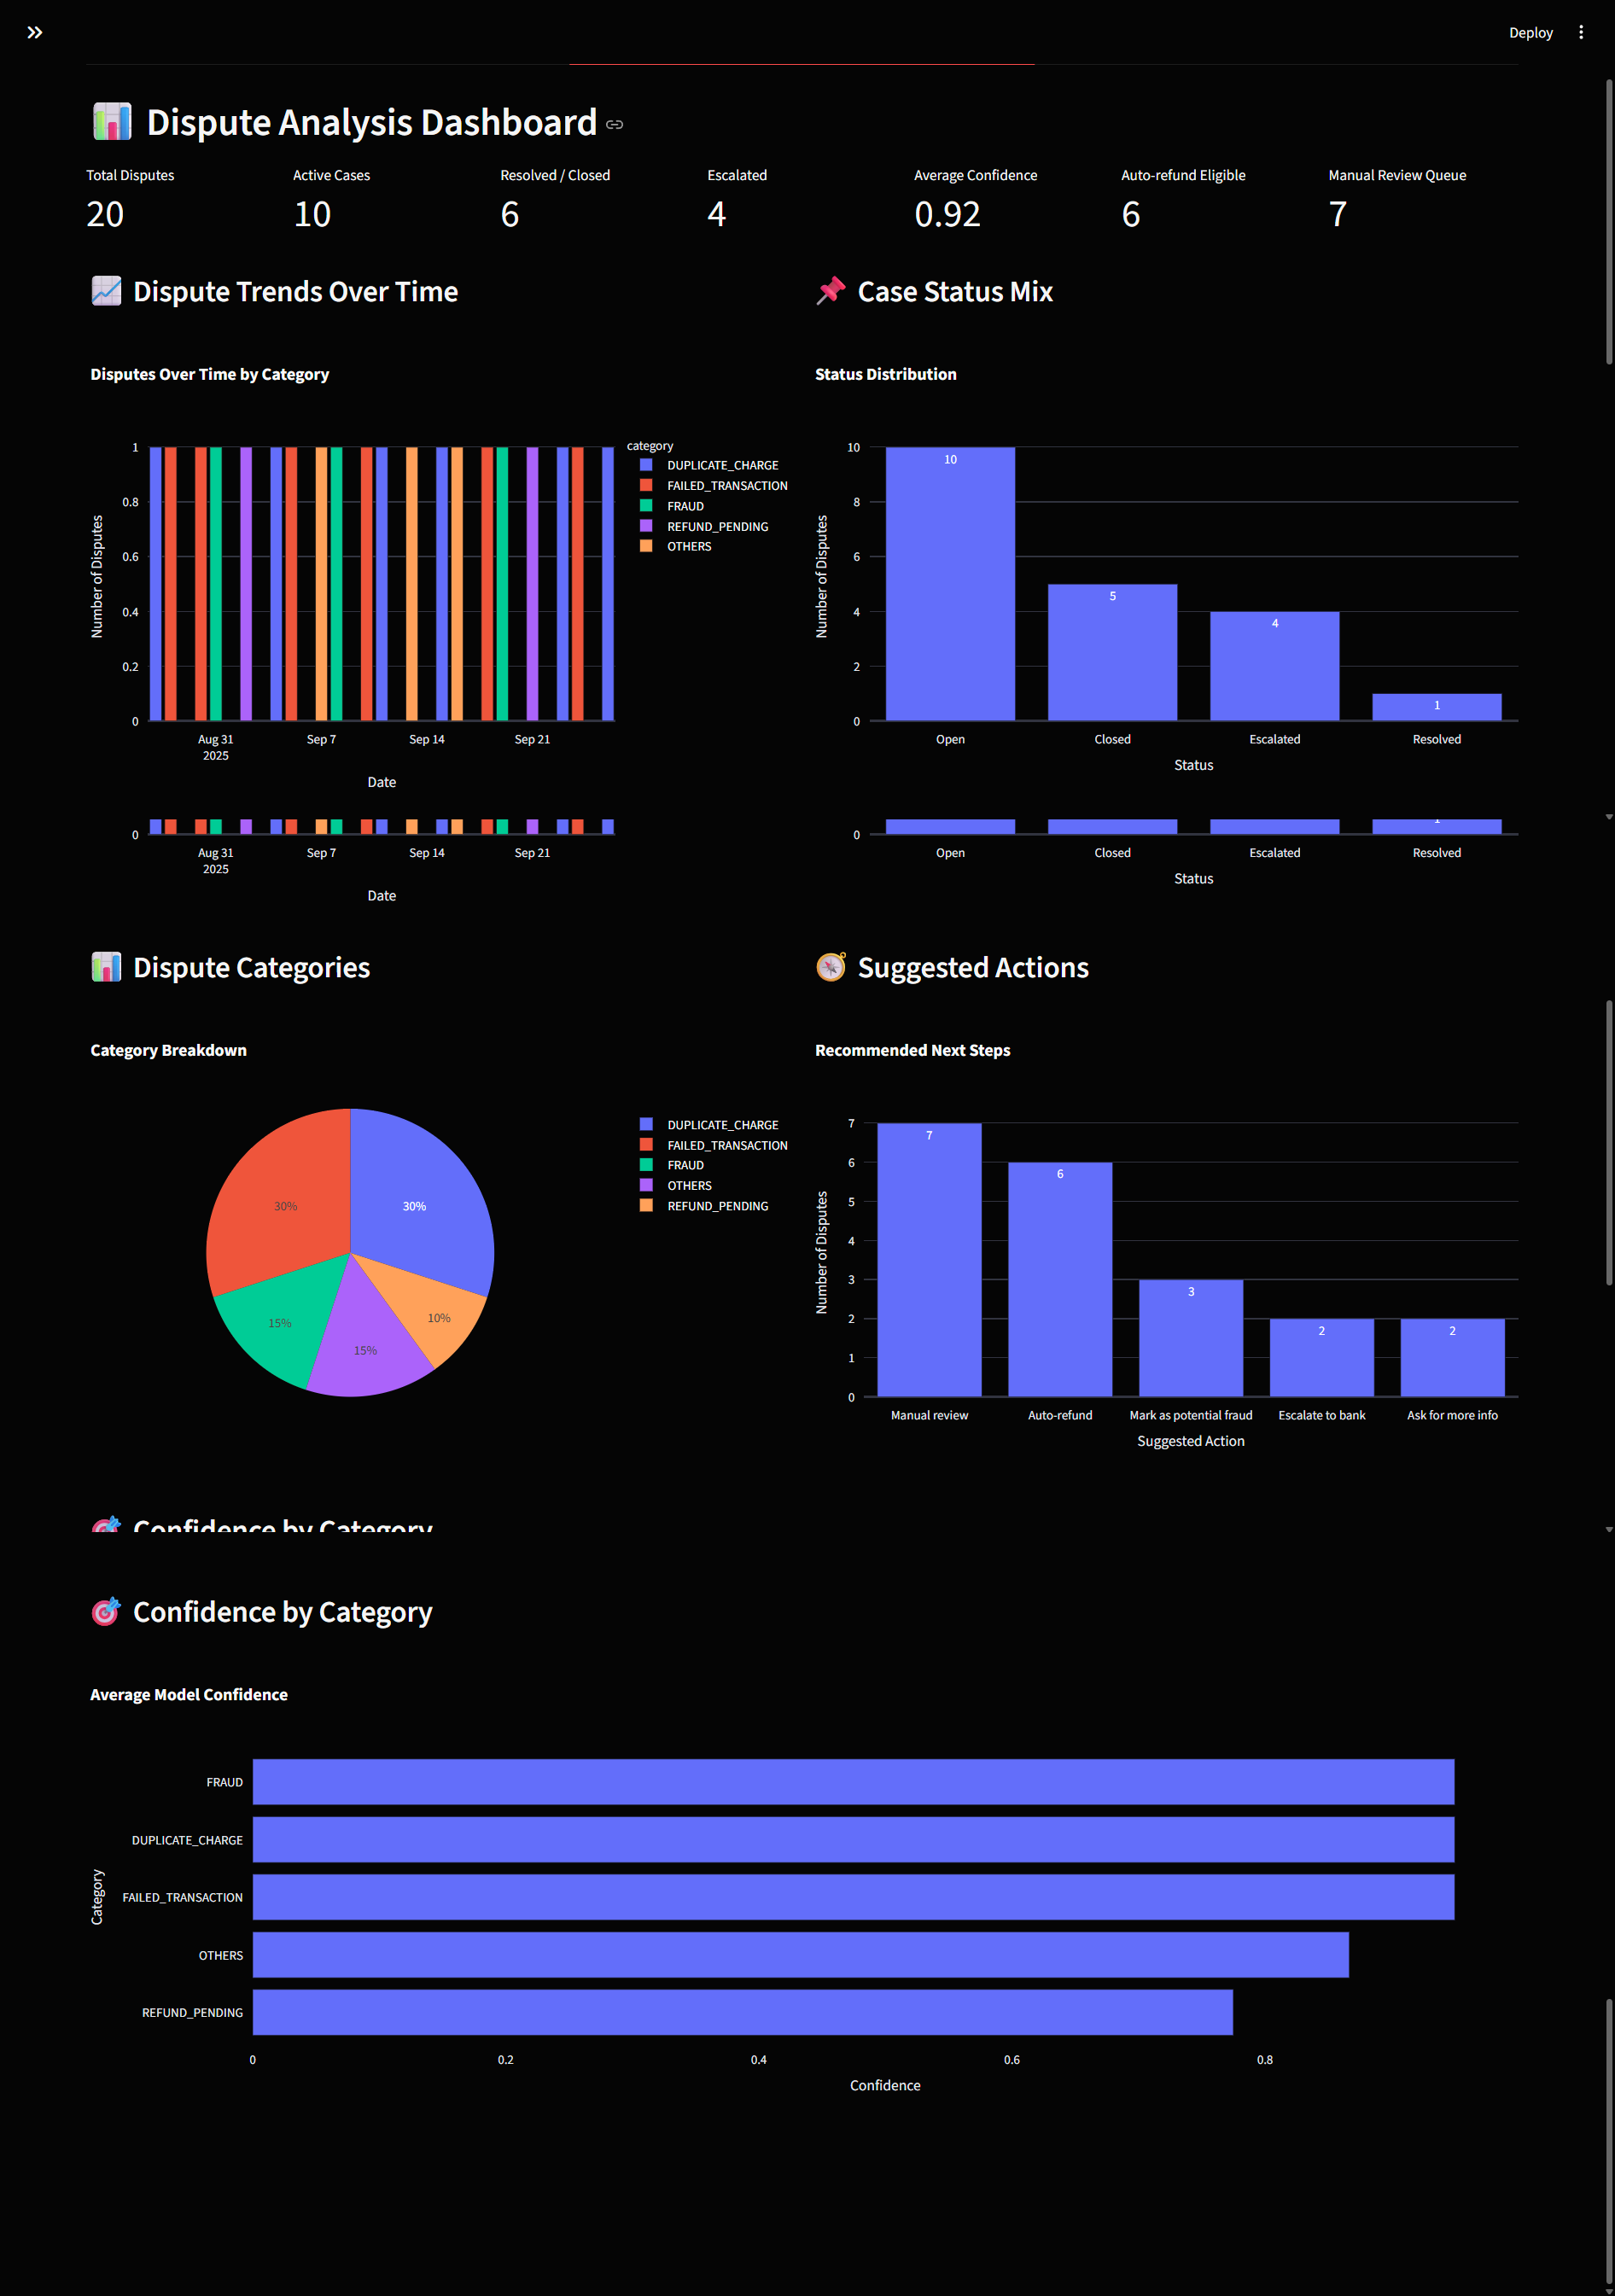 Deploy
Dispute Analysis Dashboard
Total Disputes
20
Active Cases
10
Resolved / Closed
6
Escalated
4
Average Confidence
0.92
Auto-refund Eligible
6
Manual Review Queue
7
Dispute Trends Over Time
Disputes Over Time by Category
Number of Disputes
1
0.8
0.6
0.4
0.2
0
Aug 31
2025
Sep 7
Sep 14
Sep 21
Date
category
DUPLICATE_CHARGE
FAILED_TRANSACTION
FRAUD
REFUND_PENDING
OTHERS
Case Status Mix
Status Distribution
Number of Disputes
10
8
6
4
2
0
10
5
4
1
Open
Closed
Escalated
Resolved
Status
0
Aug 31
2025
Sep 7
Sep 14
Sep 21
Date
0
1
Open
Closed
Escalated
Resolved
Status
Dispute Categories
Category Breakdown
30%
30%
15%
15%
10%
DUPLICATE_CHARGE
FAILED_TRANSACTION
FRAUD
OTHERS
REFUND_PENDING
Suggested Actions
Recommended Next Steps
Number of Disputes
7
6
5
4
3
2
1
0
7
6
3
2
2
Manual review
Auto-refund
Mark as potential fraud
Escalate to bank
Ask for more info
Suggested Action
Confidence by Category
Confidence by Category
Average Model Confidence
Category
FRAUD
DUPLICATE_CHARGE
FAILED_TRANSACTION
OTHERS
REFUND_PENDING
0
0.2
0.4
0.6
0.8
Confidence